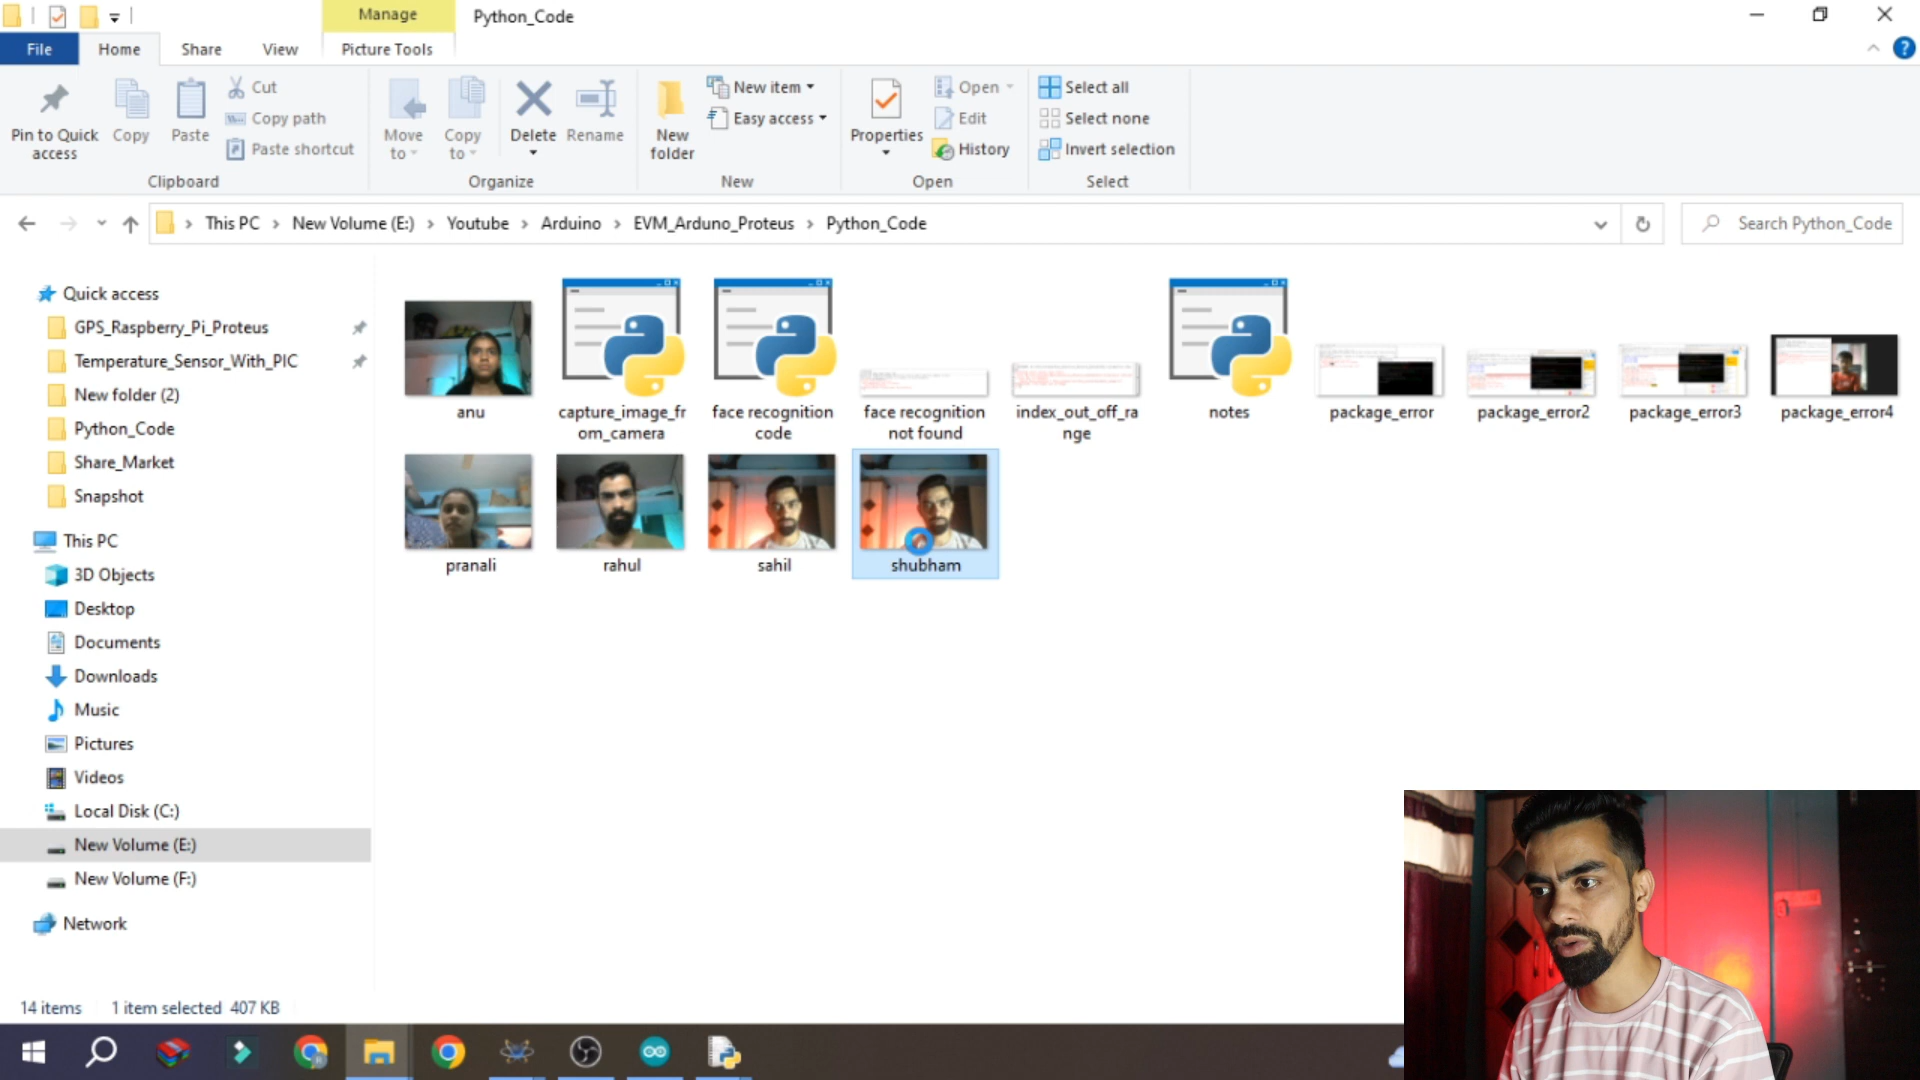 Manage
Python_Code
File
Home
Share
View
Picture Tools
Pin to Quick
access
Copy
Paste
Cut
Copy path
Paste shortcut
Clipboard
Move
to
Copy
to
Delete
Rename
Organize
New
folder
New item
Easy access
New
Properties
Open
Edit
History
Open
Select all
Select none
Invert selection
Select
This PC
New Volume (E:)
Youtube
Arduino
EVM_Arduno_Proteus
Python_Code
Search Python_Code
Quick access
GPS_Raspberry_Pi_Proteus
Temperature_Sensor_With_PIC
New folder (2)
Python_Code
Share_Market
Snapshot
This PC
3D Objects
Desktop
Documents
Downloads
Music
Pictures
Videos
Local Disk (C:)
New Volume (E:)
New Volume (F:)
Network
anu
capture_image_fr
om_camera
face recognition
code
face recognition
not found
index_out_off_ra
nge
notes
package_error
package_error2
package_error3
package_error4
pranali
rahul
sahil
shubham
14 items
1 item selected 407 KB